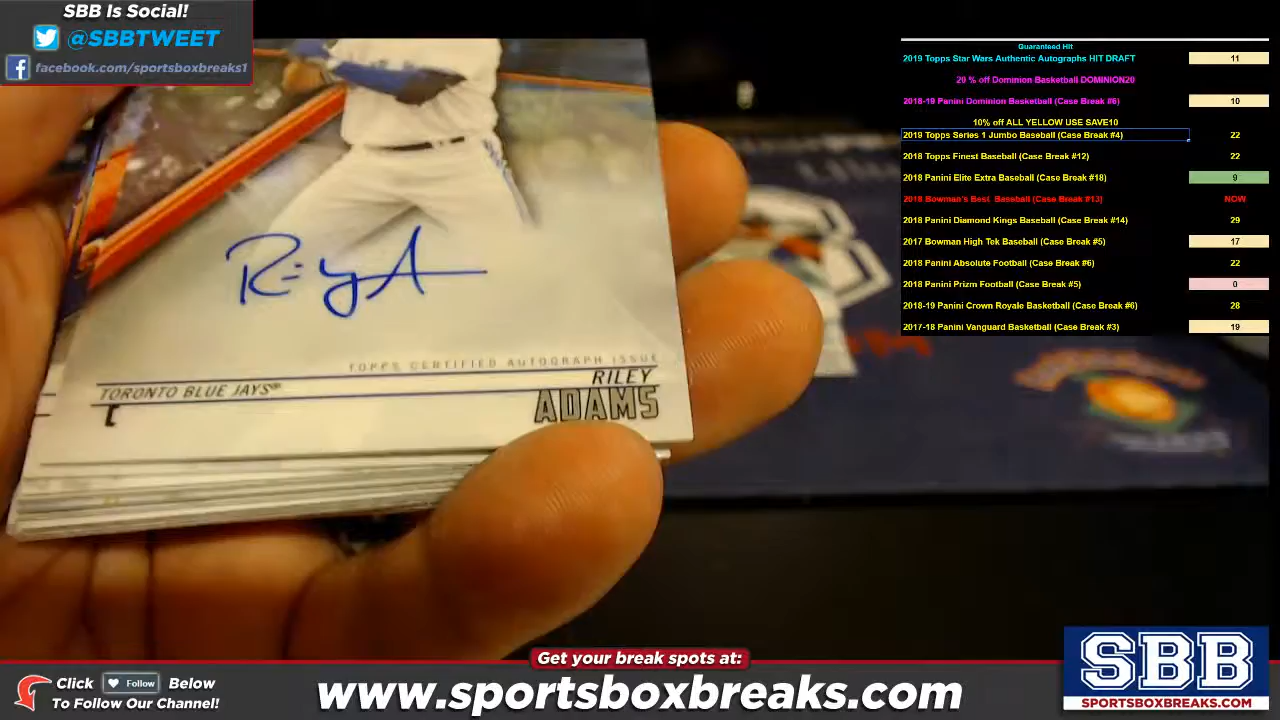 SBB Is Social!
@SBBTWEET
facebook.com/sportsboxbreaks1
Quaranteed Hit
2019 Topps Star Wars Authentic Autographs HIT DRAFT 11
20 % off Dominion Basketball DOMINION20
2018-19 Panini Dominion Basketball (Case Break #6) 10
10% off ALL YELLOW USE SAVE10
2019 Topps Series 1 Jumbo Baseball (Case Break #4) 22
2018 Topps Finest Baseball (Case Break #12) 22
2018 Panini Elite Extra Baseball (Case Break #18) 9
2018 Bowman's Best Baseball (Case Break #13) NOW
2018 Panini Diamond Kings Baseball (Case Break #14) 29
2017 Bowman High Tek Baseball (Case Break #5) 17
2018 Panini Absolute Football (Case Break #6) 22
2018 Panini Prizm Football (Case Break #5) 0
2018-19 Panini Crown Royale Basketball (Case Break #6) 28
2017-18 Panini Vanguard Basketball (Case Break #3) 19
TOPPS CERTIFIED AUTOGRAPH ISSUE
TORONTO BLUE JAYS®
C
RILEY
ADAMS
Get your break spots at:
www.sportsboxbreaks.com
Click Follow Below
To Follow Our Channel!
SBB
SPORTSBOXBREAKS.COM